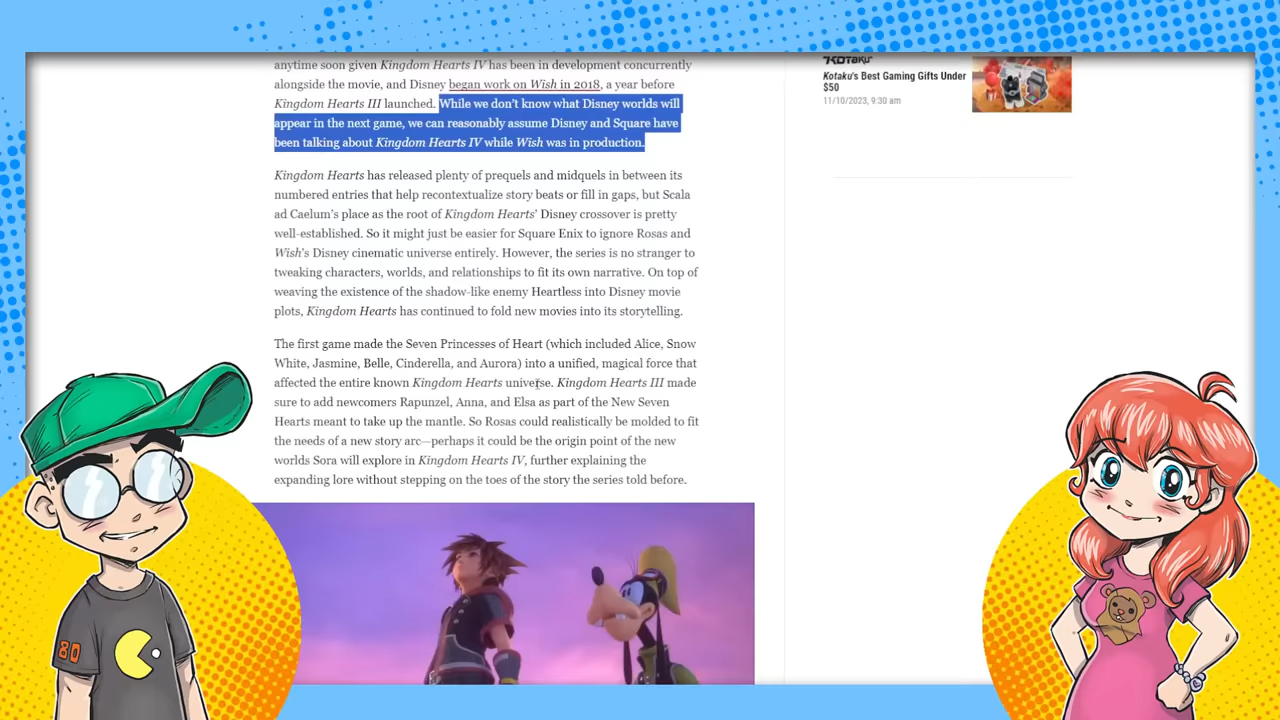 anytime soon given Kingdom Hearts IV has been in development concurrently
alongside the movie, and Disney began work on Wish in 2018, a year before
Kingdom Hearts III launched. While we don't know what Disney worlds will
appear in the next game, we can reasonably assume Disney and Square have
been talking about Kingdom Hearts IV while Wish was in production.
Kingdom Hearts has released plenty of prequels and midquels in between its
numbered entries that help recontextualize story beats or fill in gaps, but Scala
ad Caelum's place as the root of Kingdom Hearts' Disney crossover is pretty
well-established. So it might just be easier for Square Enix to ignore Rosas and
Wish's Disney cinematic universe entirely. However, the series is no stranger to
tweaking characters, worlds, and relationships to fit its own narrative. On top of
weaving the existence of the shadow-like enemy Heartless into Disney movie
plots, Kingdom Hearts has continued to fold new movies into its storytelling.
The first game made the Seven Princesses of Heart (which included Alice, Snow
White, Jasmine, Belle, Cinderella, and Aurora) into a unified, magical force that
affected the entire known Kingdom Hearts universe. Kingdom Hearts III made
sure to add newcomers Rapunzel, Anna, and Elsa as part of the New Seven
Hearts meant to take up the mantle. So Rosas could realistically be molded to fit
the needs of a new story arc—perhaps it could be the origin point of the new
worlds Sora will explore in Kingdom Hearts IV, further explaining the
expanding lore without stepping on the toes of the story the series told before.
KOTAKU
Kotaku's Best Gaming Gifts Under
$50
11/10/2023, 9:30 am
80